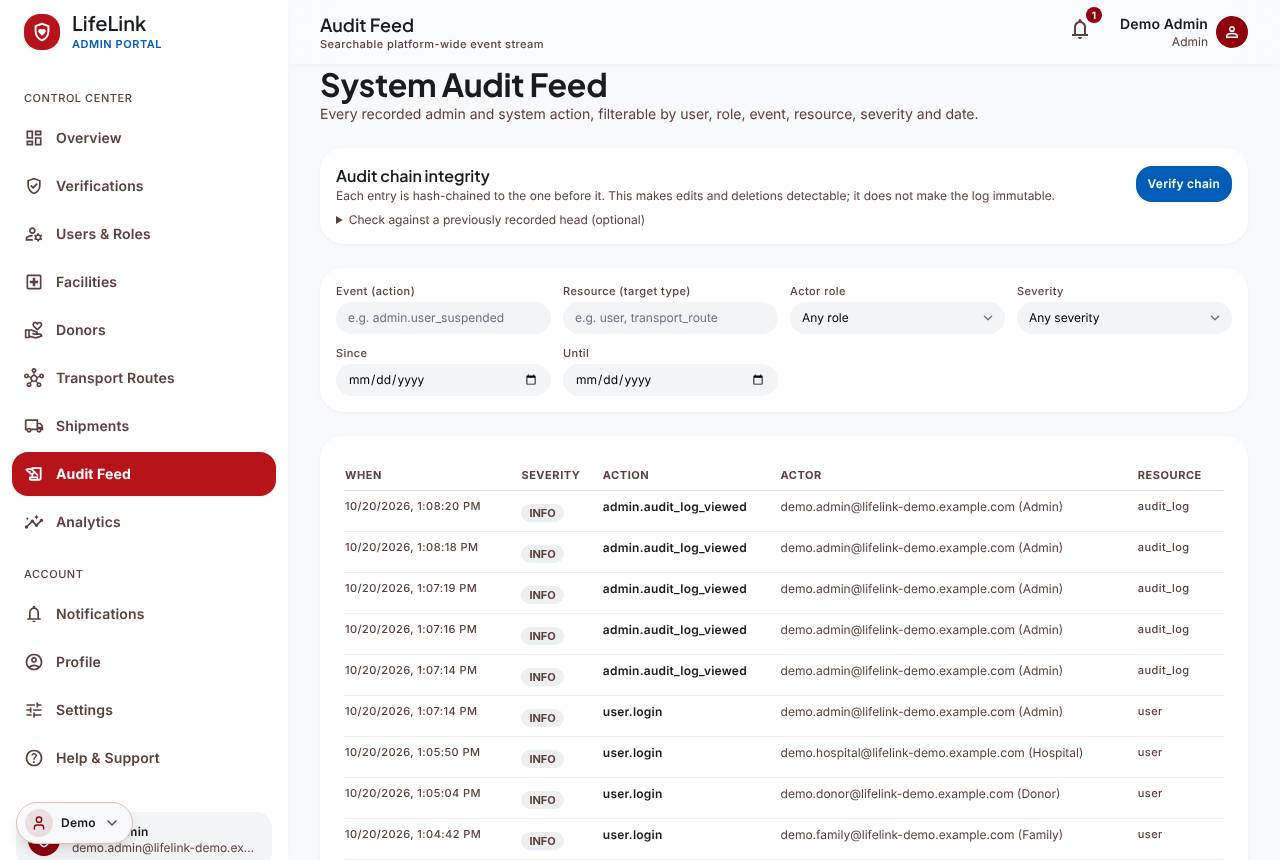 LifeLink
ADMIN PORTAL
CONTROL CENTER
Overview
Verifications
Users & Roles
Facilities
Donors
Transport Routes
Shipments
Audit Feed
Analytics
ACCOUNT
Notifications
Profile
Settings
Help & Support
Demo
min
demo.admin@lifelink-demo.ex...
Audit Feed
Searchable platform-wide event stream
1
Demo Admin
Admin
System Audit Feed
Every recorded admin and system action, filterable by user, role, event, resource, severity and date.
Audit chain integrity
Each entry is hash-chained to the one before it. This makes edits and deletions detectable; it does not make the log immutable.
Check against a previously recorded head (optional)
Verify chain
Event (action) Resource (target type) Actor role Severity
e.g. admin.user_suspended e.g. user, transport_route Any role Any severity
Since Until
mm/dd/yyyy mm/dd/yyyy
WHEN SEVERITY ACTION ACTOR RESOURCE
10/20/2026, 1:08:20 PM INFO admin.audit_log_viewed demo.admin@lifelink-demo.example.com (Admin) audit_log
10/20/2026, 1:08:18 PM INFO admin.audit_log_viewed demo.admin@lifelink-demo.example.com (Admin) audit_log
10/20/2026, 1:07:19 PM INFO admin.audit_log_viewed demo.admin@lifelink-demo.example.com (Admin) audit_log
10/20/2026, 1:07:16 PM INFO admin.audit_log_viewed demo.admin@lifelink-demo.example.com (Admin) audit_log
10/20/2026, 1:07:14 PM INFO admin.audit_log_viewed demo.admin@lifelink-demo.example.com (Admin) audit_log
10/20/2026, 1:07:14 PM INFO user.login demo.admin@lifelink-demo.example.com (Admin) user
10/20/2026, 1:05:50 PM INFO user.login demo.hospital@lifelink-demo.example.com (Hospital) user
10/20/2026, 1:05:04 PM INFO user.login demo.donor@lifelink-demo.example.com (Donor) user
10/20/2026, 1:04:42 PM INFO user.login demo.family@lifelink-demo.example.com (Family) user